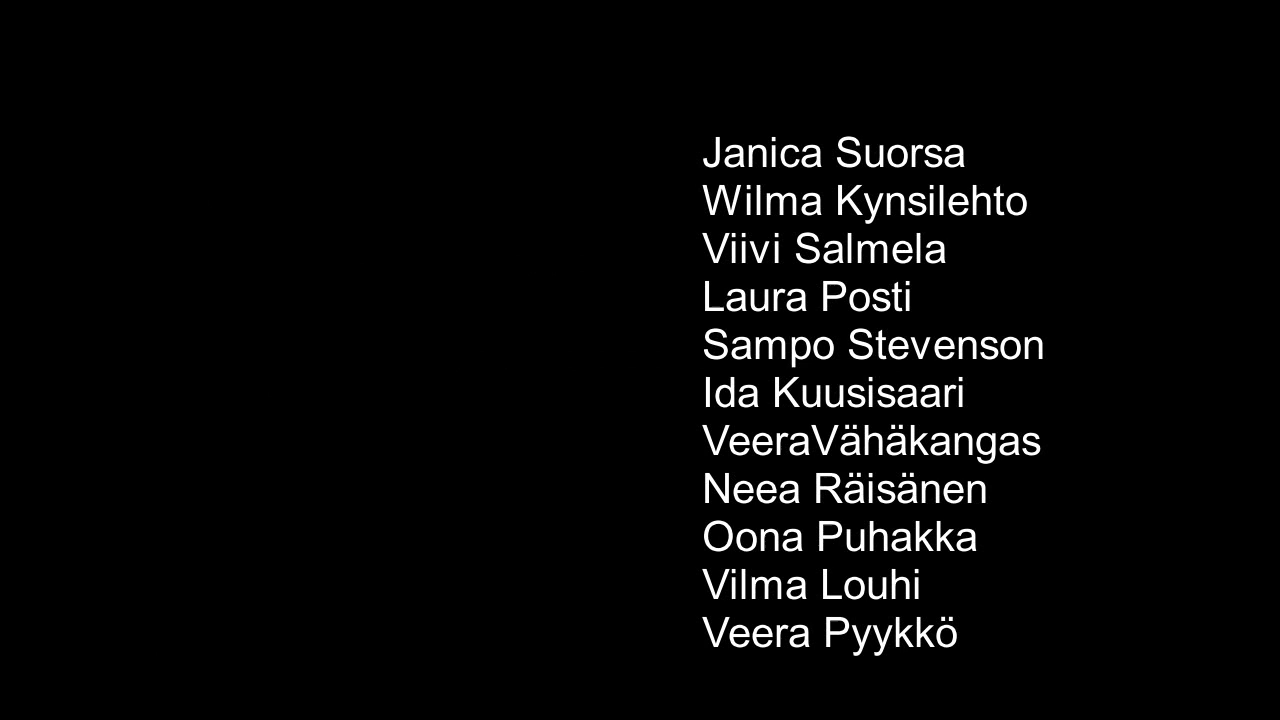 Janica Suorsa
Wilma Kynsilehto
Viivi Salmela
Laura Posti
Sampo Stevenson
Ida Kuusisaari
VeeraVähäkangas
Neea Räisänen
Oona Puhakka
Vilma Louhi
Veera Pyykkö